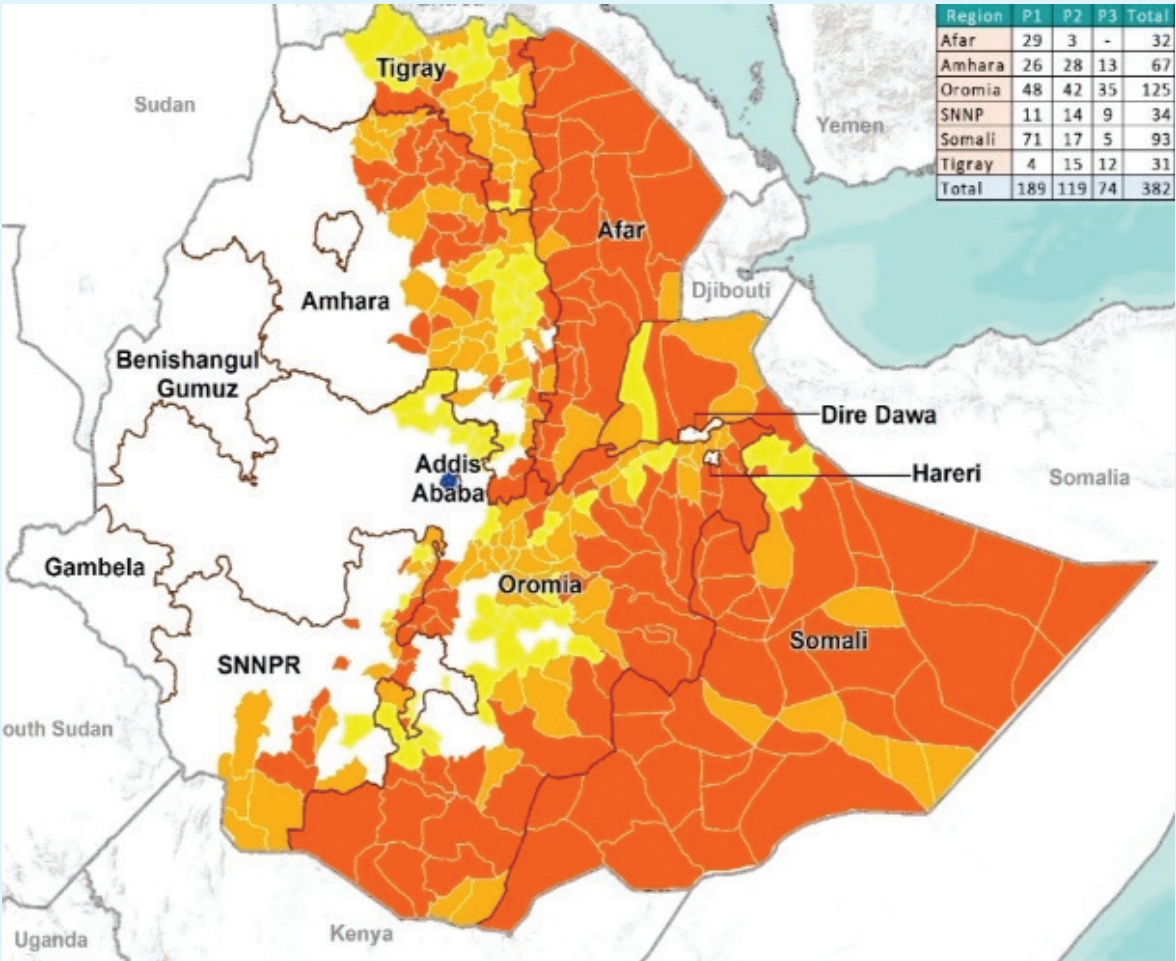 Region P1 P2 P3 Total
Afar 29 3 - 32
Amhara 26 28 13 67
Oromia 48 42 35 125
SNNP 11 14 9 34
Somali 71 17 5 93
Tigray 4 15 12 31
Total 189 119 74 382
Tigray
Sudan
Yemen
Afar
Djibouti
Amhara
Benishangul
Gumuz
Dire Dawa
Addis
Ababa
Hareri
Somalia
Gambela
Oromia
Somali
SNNPR
outh Sudan
Kenya
Uganda